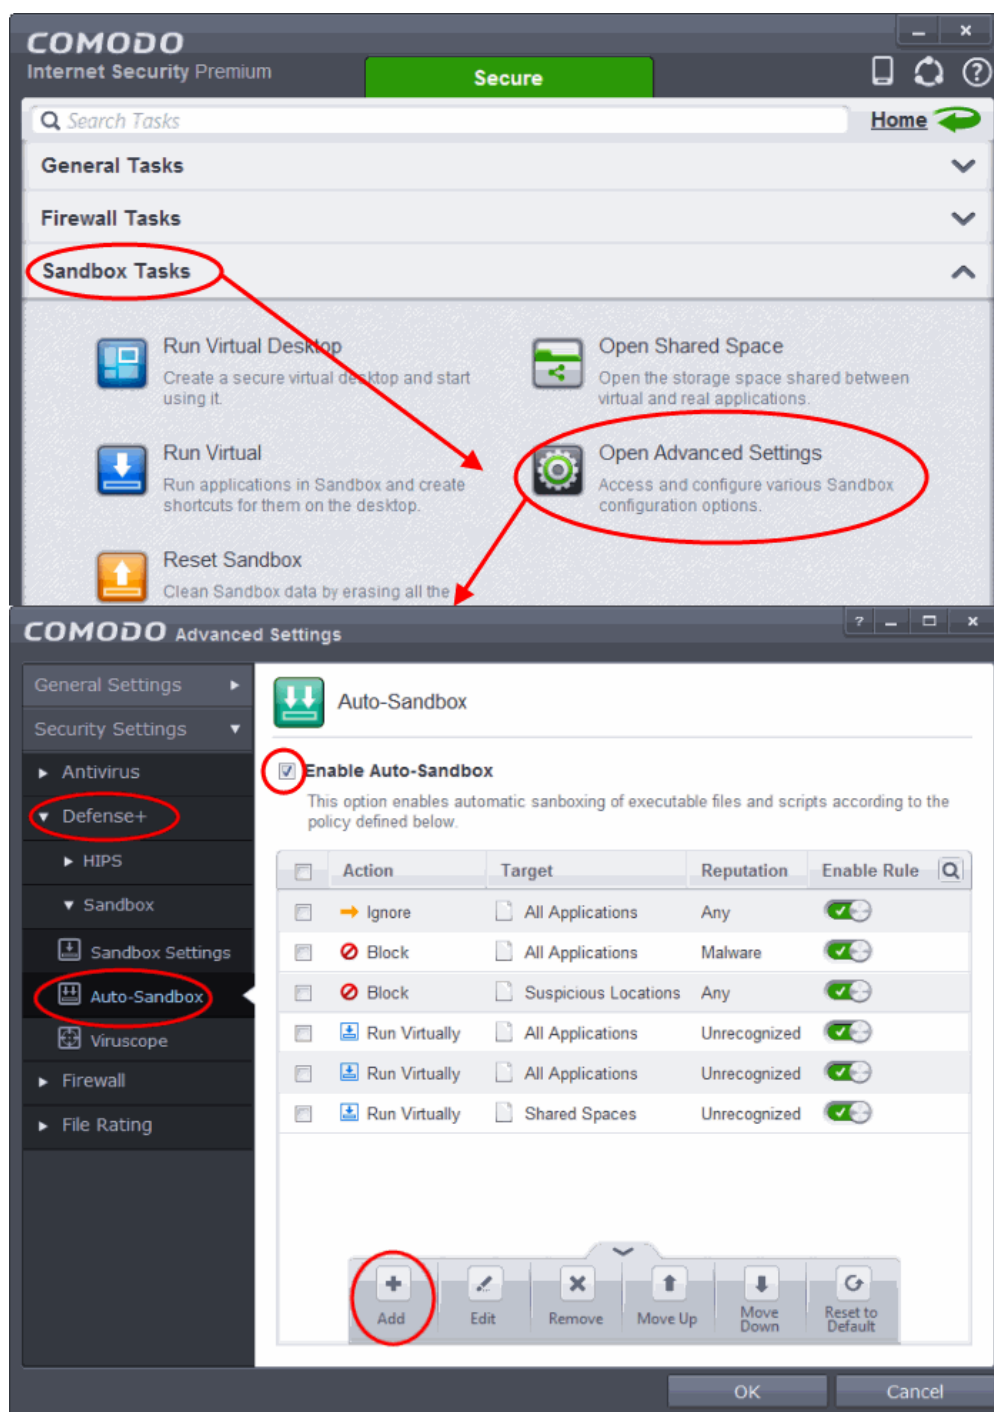 COMODO
Internet Security Premium
Secure
Search Tasks
Home
General Tasks
Firewall Tasks
Sandbox Tasks
Run Virtual Desktop
Create a secure virtual desktop and start
using it.
Open Shared Space
Open the storage space shared between
virtual and real applications.
Run Virtual
Run applications in Sandbox and create
shortcuts for them on the desktop.
Open Advanced Settings
Access and configure various Sandbox
configuration options.
Reset Sandbox
Clean Sandbox data by erasing all the
COMODO Advanced Settings
General Settings
Security Settings
Antivirus
Defense+
HIPS
Sandbox
Sandbox Settings
Auto-Sandbox
Viruscope
Firewall
File Rating
Auto-Sandbox
Enable Auto-Sandbox
This option enables automatic sanboxing of executable files and scripts according to the
policy defined below.
Action Target Reputation Enable Rule
Ignore All Applications Any
Block All Applications Malware
Block Suspicious Locations Any
Run Virtually All Applications Unrecognized
Run Virtually All Applications Unrecognized
Run Virtually Shared Spaces Unrecognized
Add
Edit
Remove
Move Up
Move
Down
Reset to
Default
OK
Cancel